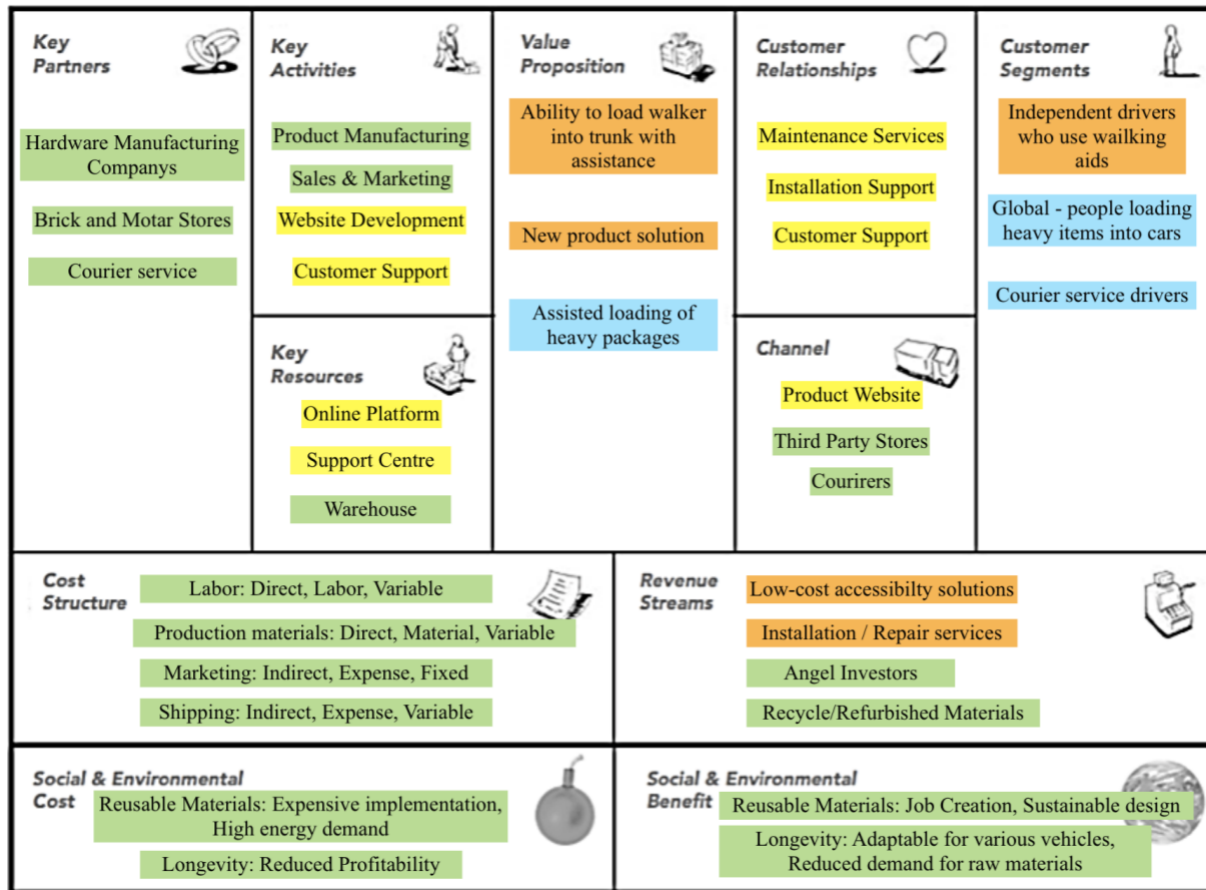 Key
Partners
Hardware Manufacturing
Companys
Brick and Motar Stores
Courier service
Key
Activities
Product Manufacturing
Sales & Marketing
Website Development
Customer Support
Key
Resources
Online Platform
Support Centre
Warehouse
Value
Proposition
Ability to load walker
into trunk with
assistance
New product solution
Assisted loading of
heavy packages
Customer
Relationships
Maintenance Services
Installation Support
Customer Support
Channel
Product Website
Third Party Stores
Courirers
Customer
Segments
Independent drivers
who use wailking
aids
Global - people loading
heavy items into cars
Courier service drivers
Cost
Structure
Labor: Direct, Labor, Variable
Production materials: Direct, Material, Variable
Marketing: Indirect, Expense, Fixed
Shipping: Indirect, Expense, Variable
Revenue
Streams
Low-cost accessibilty solutions
Installation / Repair services
Angel Investors
Recycle/Refurbished Materials
Social & Environmental
Cost
Reusable Materials: Expensive implementation,
High energy demand
Longevity: Reduced Profitability
Social & Environmental
Benefit
Reusable Materials: Job Creation, Sustainable design
Longevity: Adaptable for various vehicles,
Reduced demand for raw materials